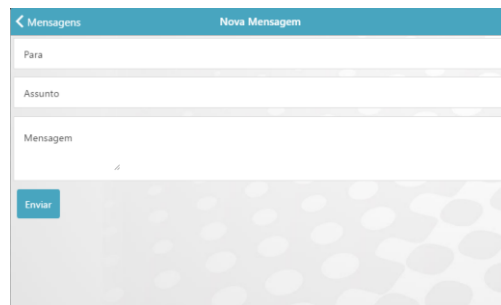 Mensagens
Nova Mensagem
Para
Assunto
Mensagem
Enviar